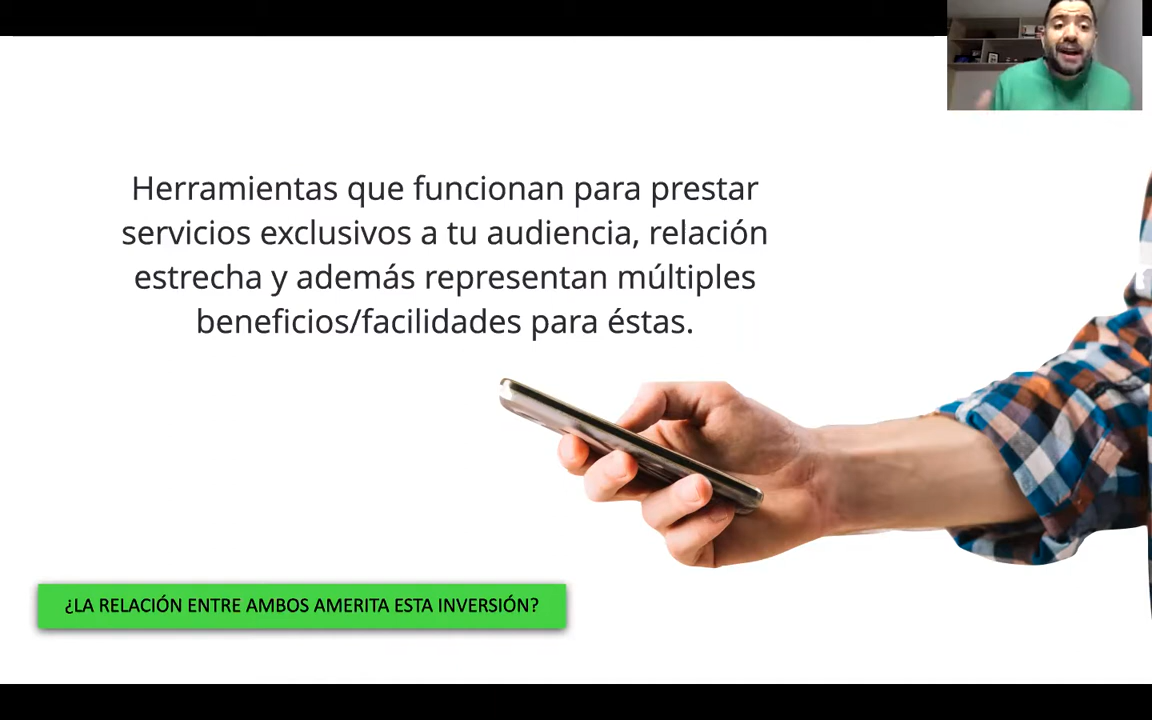 Herramientas que funcionan para prestar
servicios exclusivos a tu audiencia, relación
estrecha y además representan múltiples
beneficios/facilidades para éstas.
¿LA RELACIÓN ENTRE AMBOS AMERITA ESTA INVERSIÓN?